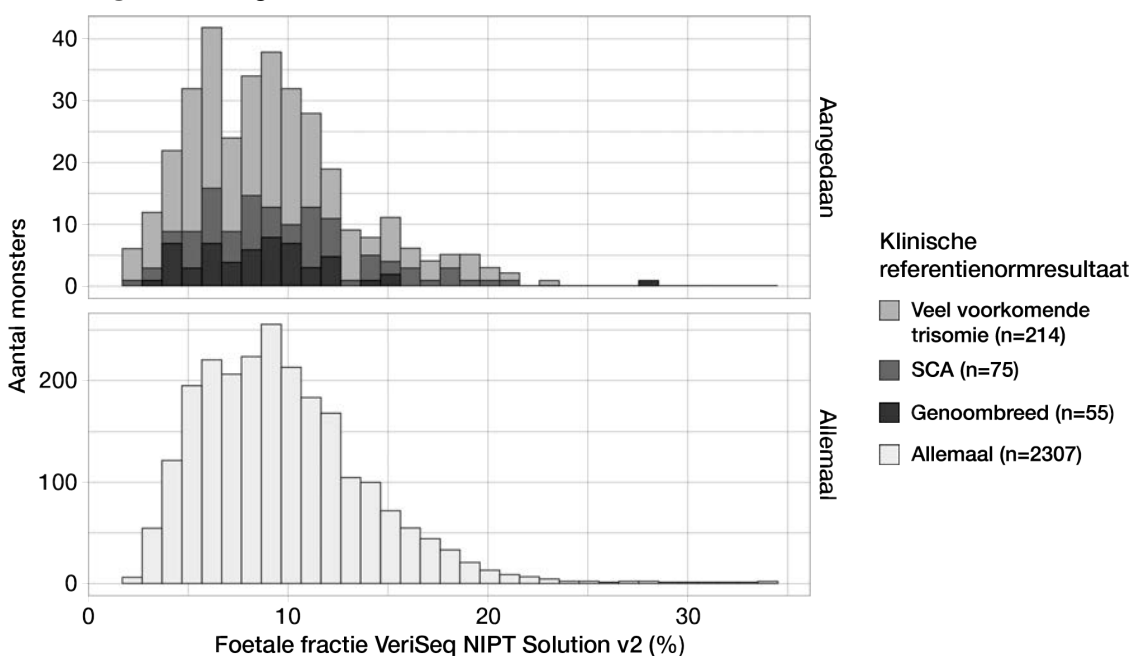 40
30
20
10
0
Aangedaan
200
100
0
Allemaal
Aantal monsters
0 10 20 30
Foetale fractie VeriSeq NIPT Solution v2 (%)
Klinische
referentienormresultaat
Veel voorkomende
trisomie (n=214)
SCA (n=75)
Genoombreed (n=55)
Allemaal (n=2307)